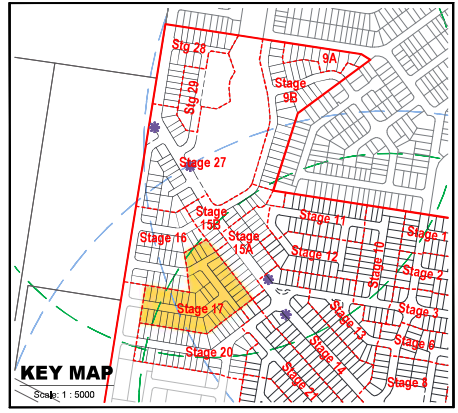 Stg 28
9A
Stage
9B
Stg 29
Stage 27
Stage
15B
Stage 11
Stage 1
Stage 16
Stage
15A
Stage 12
Stage 10
Stage 2
Stage 17
Stage 13
Stage 3
Stage 20
Stage 14
Stage 6
Stage 21
Stage 8
KEY MAP
Scale: 1 : 5000